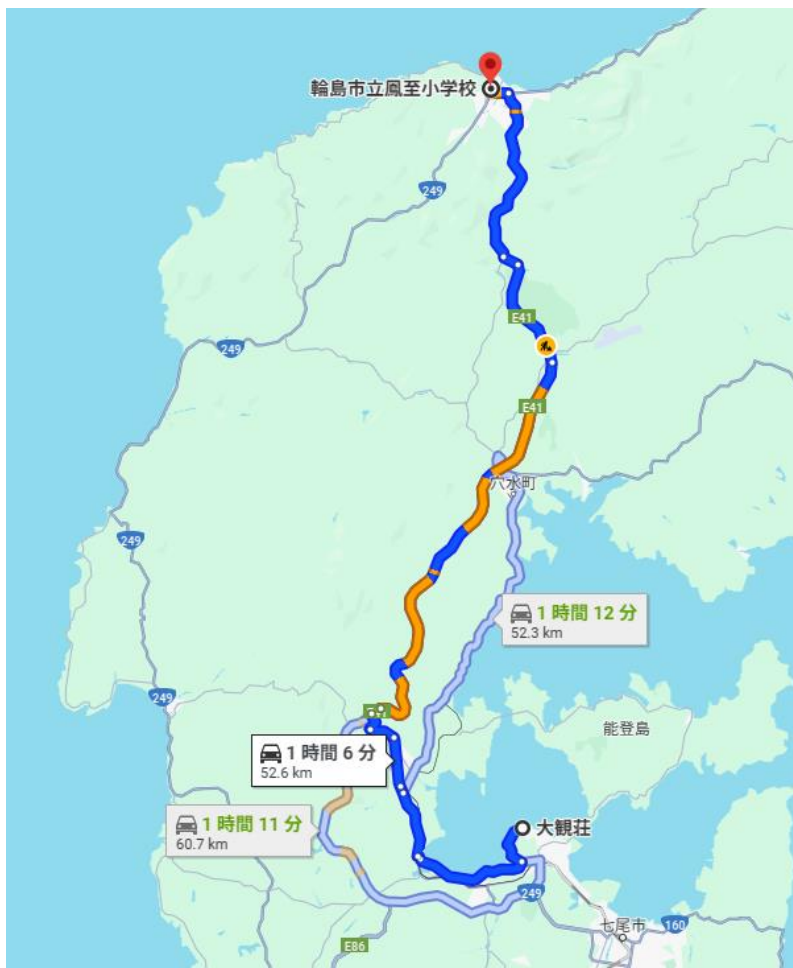 輪島市立鳳至小学校
249
E41
249
E41
穴水町
249
1 時間 12 分
52.3 km
249
能登島
1 時間 6 分
52.6 km
1 時間 11 分
60.7 km
大観荘
249
七尾市
160
E86